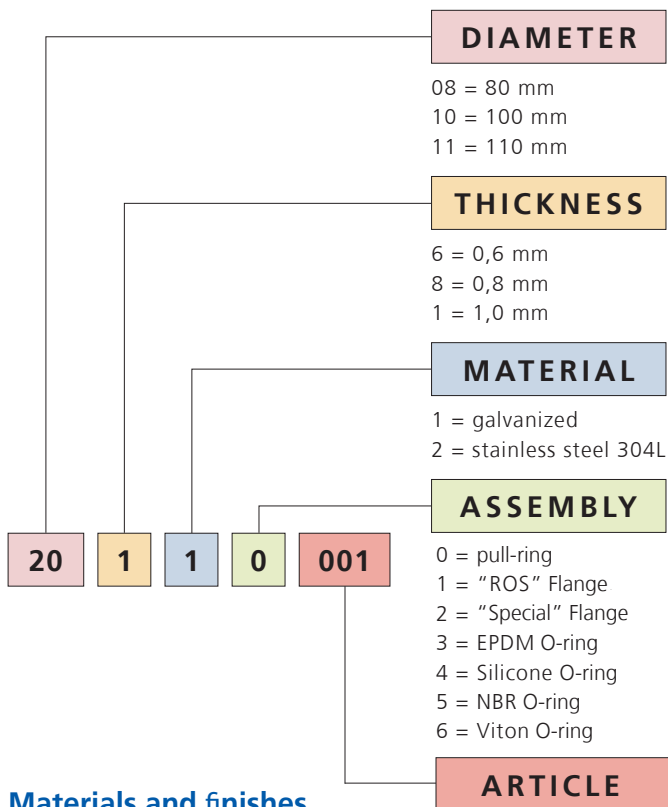 DIAMETER
08 = 80 mm
10 = 100 mm
11 = 110 mm
THICKNESS
6 = 0,6 mm
8 = 0,8 mm
1 = 1,0 mm
MATERIAL
1 = galvanized
2 = stainless steel 304L
ASSEMBLY
20 1 1 0 001
0 = pull-ring
1 = “ROS” Flange
2 = “Special” Flange
3 = EPDM O-ring
4 = Silicone O-ring
5 = NBR O-ring
6 = Viton O-ring
ARTICLE
Materials and finishes